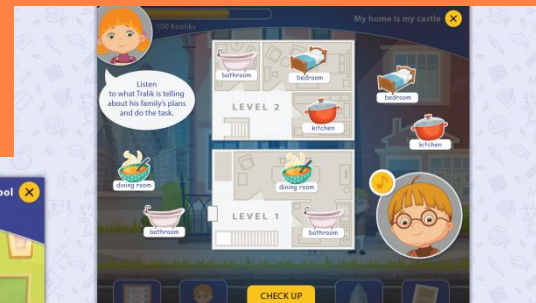 100 Knoliks
My home is my castle
Listen
to what Tralik is telling
about his family's plans
and do the task.
bathroom
bedroom
LEVEL 2
kitchen
bedroom
kitchen
dining room
bathroom
dining room
LEVEL 1
bathroom
ool
CHECK UP